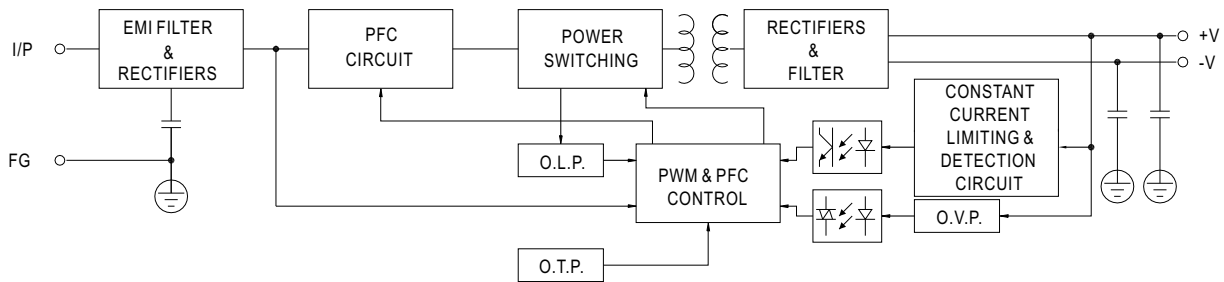 I/P
EMI FILTER
&
RECTIFIERS
PFC
CIRCUIT
POWER
SWITCHING
RECTIFIERS
&
FILTER
+V
-V
CONSTANT
CURRENT
LIMITING &
DETECTION
CIRCUIT
FG
O.L.P.
PWM & PFC
CONTROL
O.V.P.
O.T.P.